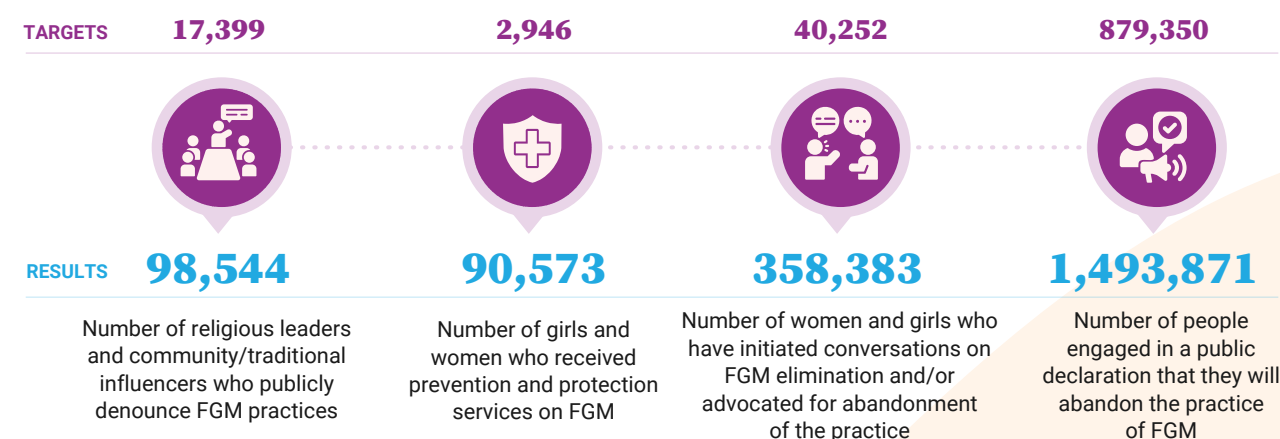 TARGETS 17,399 2,946 40,252 879,350
RESULTS 98,544 90,573 358,383 1,493,871
Number of religious leaders
and community/traditional
influencers who publicly
denounce FGM practices
Number of girls and
women who received
prevention and protection
services on FGM
Number of women and girls who
have initiated conversations on
FGM elimination and/or
advocated for abandonment
of the practice
Number of people
engaged in a public
declaration that they will
abandon the practice
of FGM